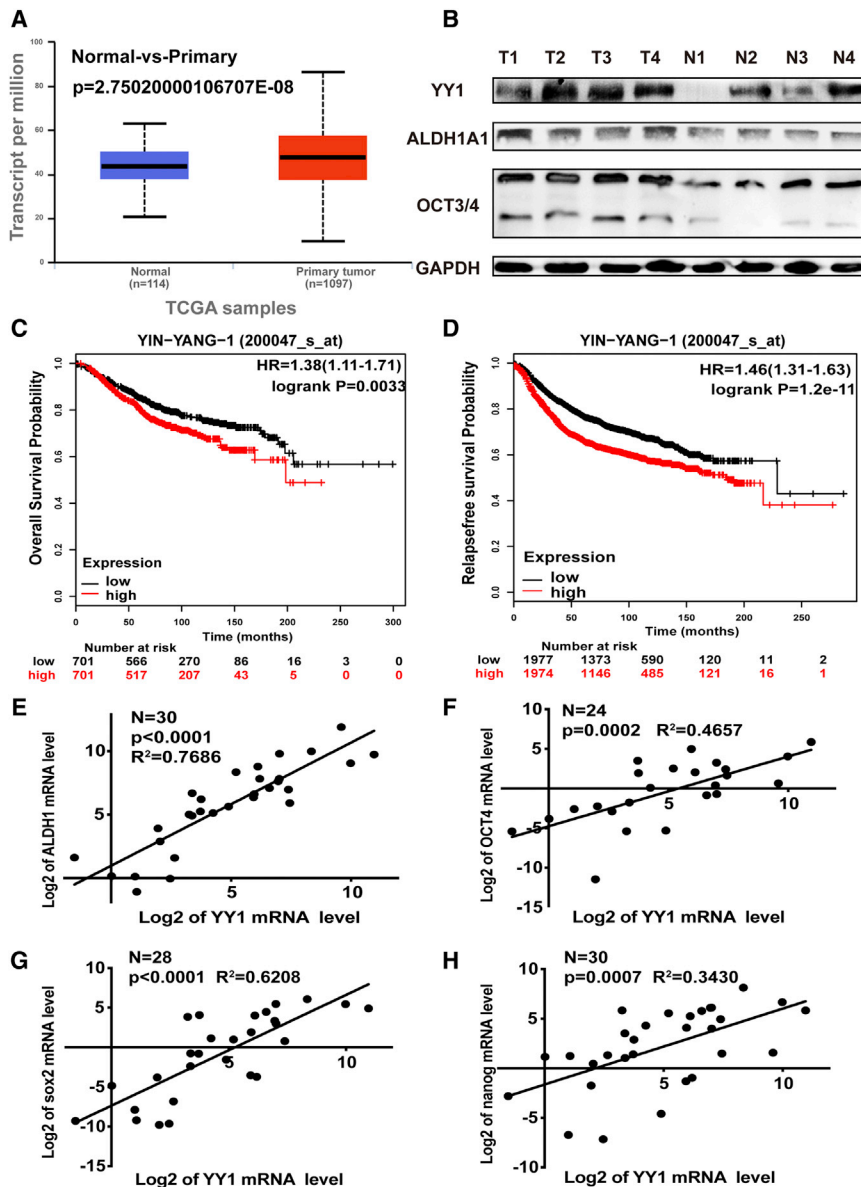 A
Normal-vs-Primary
p=2.75020000106707E-08
Transcript per million
100
80
60
40
20
0
Normal
(n=114)
Primary tumor
(n=1097)
TCGA samples
B
T1 T2 T3 T4 N1 N2 N3 N4
YY1
ALDH1A1
OCT3/4
GAPDH
C
YIN−YANG−1 (200047_s_at)
HR=1.38(1.11-1.71)
logrank P=0.0033
Overall Survival Probability
1.0
0.8
0.6
0.4
0.2
0.0
Expression
low
high
0 50 100 150 200 250 300
Time (months)
Number at risk
low 701 566 270 86 16 3 0
high 701 517 207 43 5 0 0
D
YIN−YANG−1 (200047_s_at)
HR=1.46(1.31-1.63)
logrank P=1.2e-11
Relapsefree survival Probability
1.0
0.8
0.6
0.4
0.2
0.0
Expression
low
high
0 50 100 150 200 250
Time (months)
Number at risk
low 1977 1373 590 120 11 2
high 1974 1146 485 121 16 1
E
N=30
p<0.0001
R²=0.7686
Log2 of ALDH1 mRNA level
10
5
5 10
Log2 of YY1 mRNA level
F
N=24
p=0.0002 R²=0.4657
Log2 of OCT4 mRNA level
10
5
0
-5
-10
-15
5 10
Log2 of YY1 mRNA level
G
N=28
p<0.0001 R²=0.6208
Log2 of sox2 mRNA level
10
5
0
-5
-10
-15
5 10
Log2 of YY1 mRNA level
H
N=30
p=0.0007 R²=0.3430
Log2 of nanog mRNA level
10
5
0
-5
-10
5 10
Log2 of YY1 mRNA level